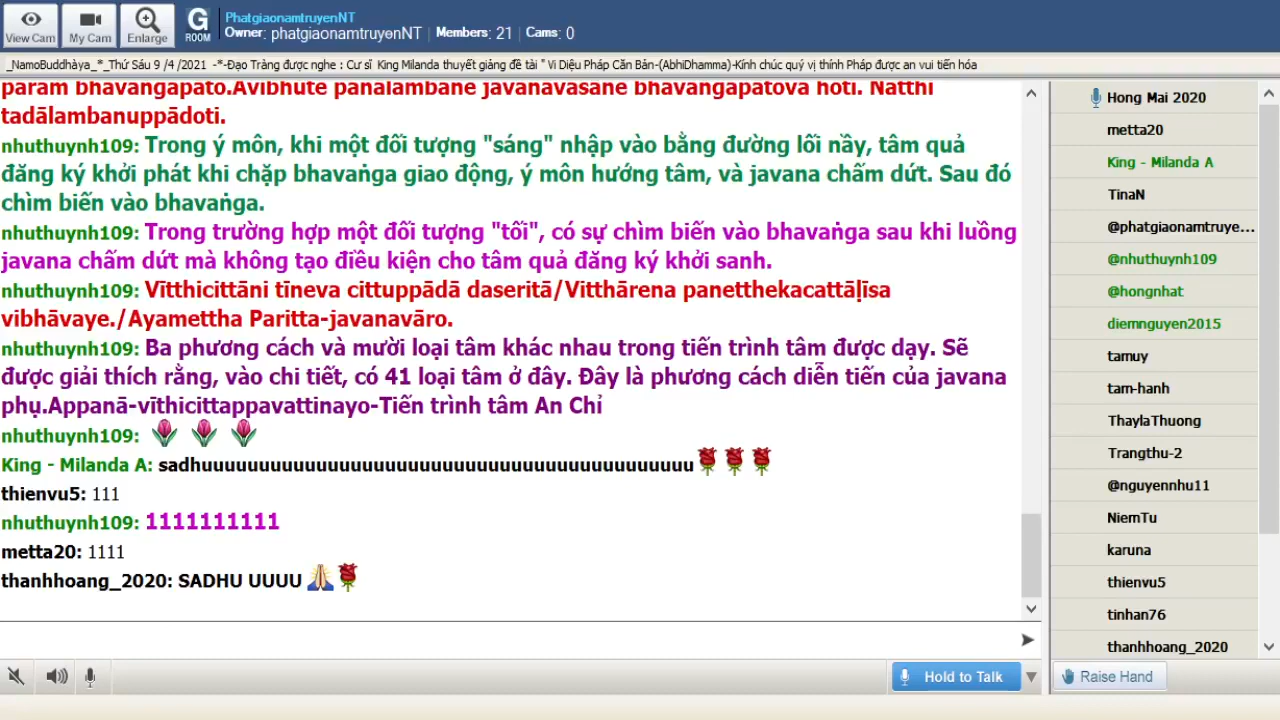 View Cam
My Cam
Enlarge
G
ROOM
PhatgiaonamtruyenNT
Owner: phatgiaonamtruyenNT | Members: 21 | Cams: 0
_NamoBuddhàya_*_Thứ Sáu 9 /4 /2021 -*-Đạo Tràng được nghe : Cư sĩ King Milanda thuyết giảng đề tài " Vi Diệu Pháp Căn Bản-(AbhiDhamma)-Kính chúc quý vị thính Pháp được an vui tiến hóa
param bhavaṅgapāto.Avibhūte panālambane javanāvasāne bhavaṅgapātova hoti. Natthi
tadālambanuppādoti.
nhuthuynh109: Trong ý môn, khi một đối tượng "sáng" nhập vào bằng đường lối nầy, tâm quả
đăng ký khởi phát khi chặp bhavaṅga giao động, ý môn hướng tâm, và javana chấm dứt. Sau đó
chìm biến vào bhavaṅga.
nhuthuynh109: Trong trường hợp một đối tượng "tối", có sự chìm biến vào bhavaṅga sau khi luồng
javana chấm dứt mà không tạo điều kiện cho tâm quả đăng ký khởi sanh.
nhuthuynh109: Vītthicittāni tīneva cittuppādā daseritā/Vitthārena panetthekacattāḷīsa
vibhāvaye./Ayamettha Paritta-javanavāro.
nhuthuynh109: Ba phương cách và mười loại tâm khác nhau trong tiến trình tâm được dạy. Sẽ
được giải thích rằng, vào chi tiết, có 41 loại tâm ở đây. Đây là phương cách diễn tiến của javana
phụ.Appanā-vīthicittappavattinayo-Tiến trình tâm An Chỉ
nhuthuynh109:
King - Milanda A: sadhuuuuuuuuuuuuuuuuuuuuuuuuuuuuuuuuuuuuuuuuuuu
thienvu5: 111
nhuthuynh109: 1111111111
metta20: 1111
thanhhoang_2020: SADHU UUUU
Hold to Talk
Hong Mai 2020
metta20
King - Milanda A
TinaN
@phatgiaonamtruye...
@nhuthuynh109
@hongnhat
diemnguyen2015
tamuy
tam-hanh
ThaylaThuong
Trangthu-2
@nguyennhu11
NiemTu
karuna
thienvu5
tinhan76
thanhhoang_2020
Raise Hand